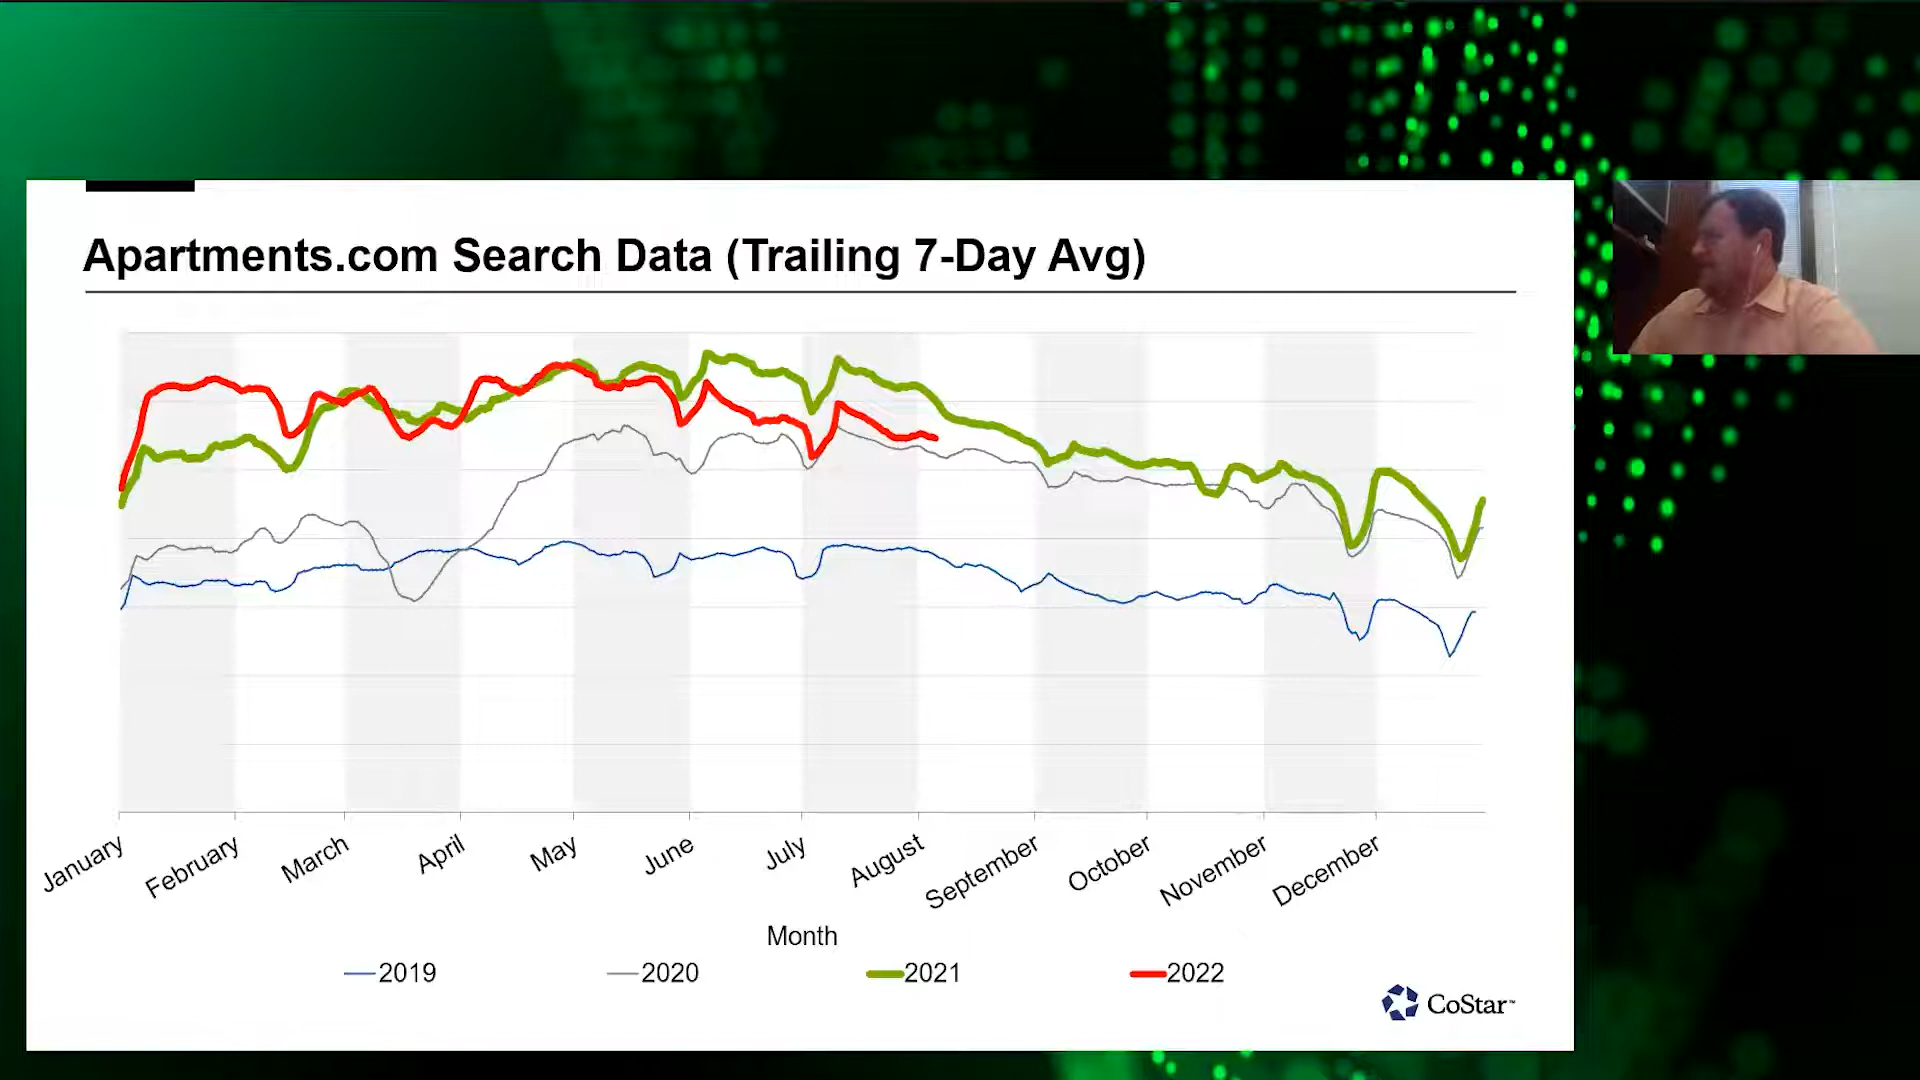 Apartments.com Search Data (Trailing 7-Day Avg)
January
February
March
April
May
June
July
August
September
October
November
December
Month
2019
2020
2021
2022
CoStar™